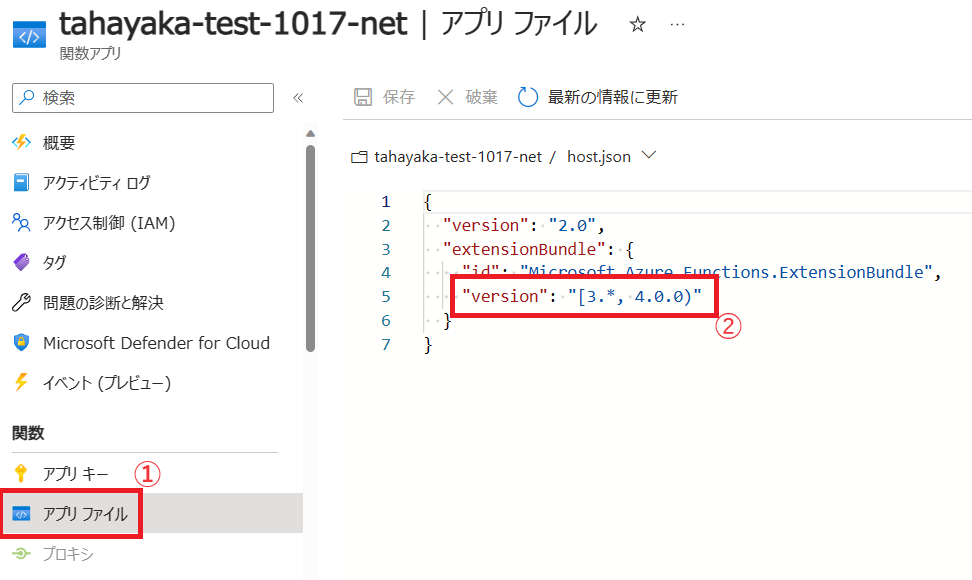 tahayaka-test-1017-net | アプリ ファイル ☆ …
関数アプリ
検索 «
保存 破棄 最新の情報に更新
概要
アクティビティ ログ
アクセス制御 (IAM)
タグ
問題の診断と解決
Microsoft Defender for Cloud
イベント (プレビュー)
関数
アプリ キー ①
アプリ ファイル
プロキシ
tahayaka-test-1017-net / host.json
1 {
2 "version": "2.0",
3 "extensionBundle": {
4 "id": "Microsoft.Azure.Functions.ExtensionBundle",
5 "version": "[3.*, 4.0.0)"
②
6 }
7 }